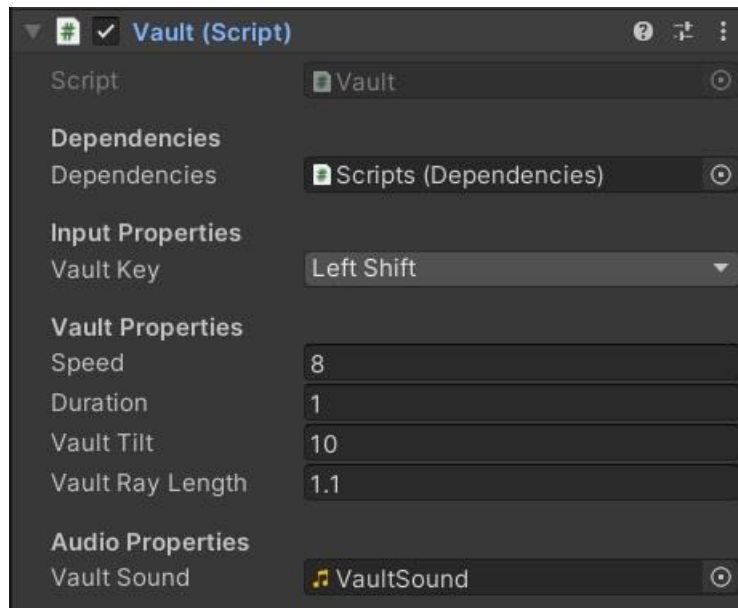 Vault (Script)
Script Vault
Dependencies
Dependencies Scripts (Dependencies)
Input Properties
Vault Key Left Shift
Vault Properties
Speed 8
Duration 1
Vault Tilt 10
Vault Ray Length 1.1
Audio Properties
Vault Sound VaultSound